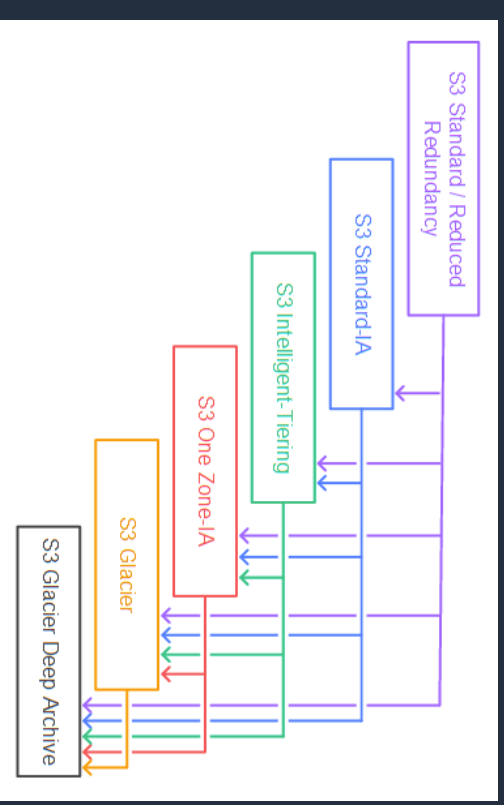 S3 Standard / Reduced
Redundancy
S3 Standard-IA
S3 Intelligent-Tiering
S3 One Zone-IA
S3 Glacier
S3 Glacier Deep Archive